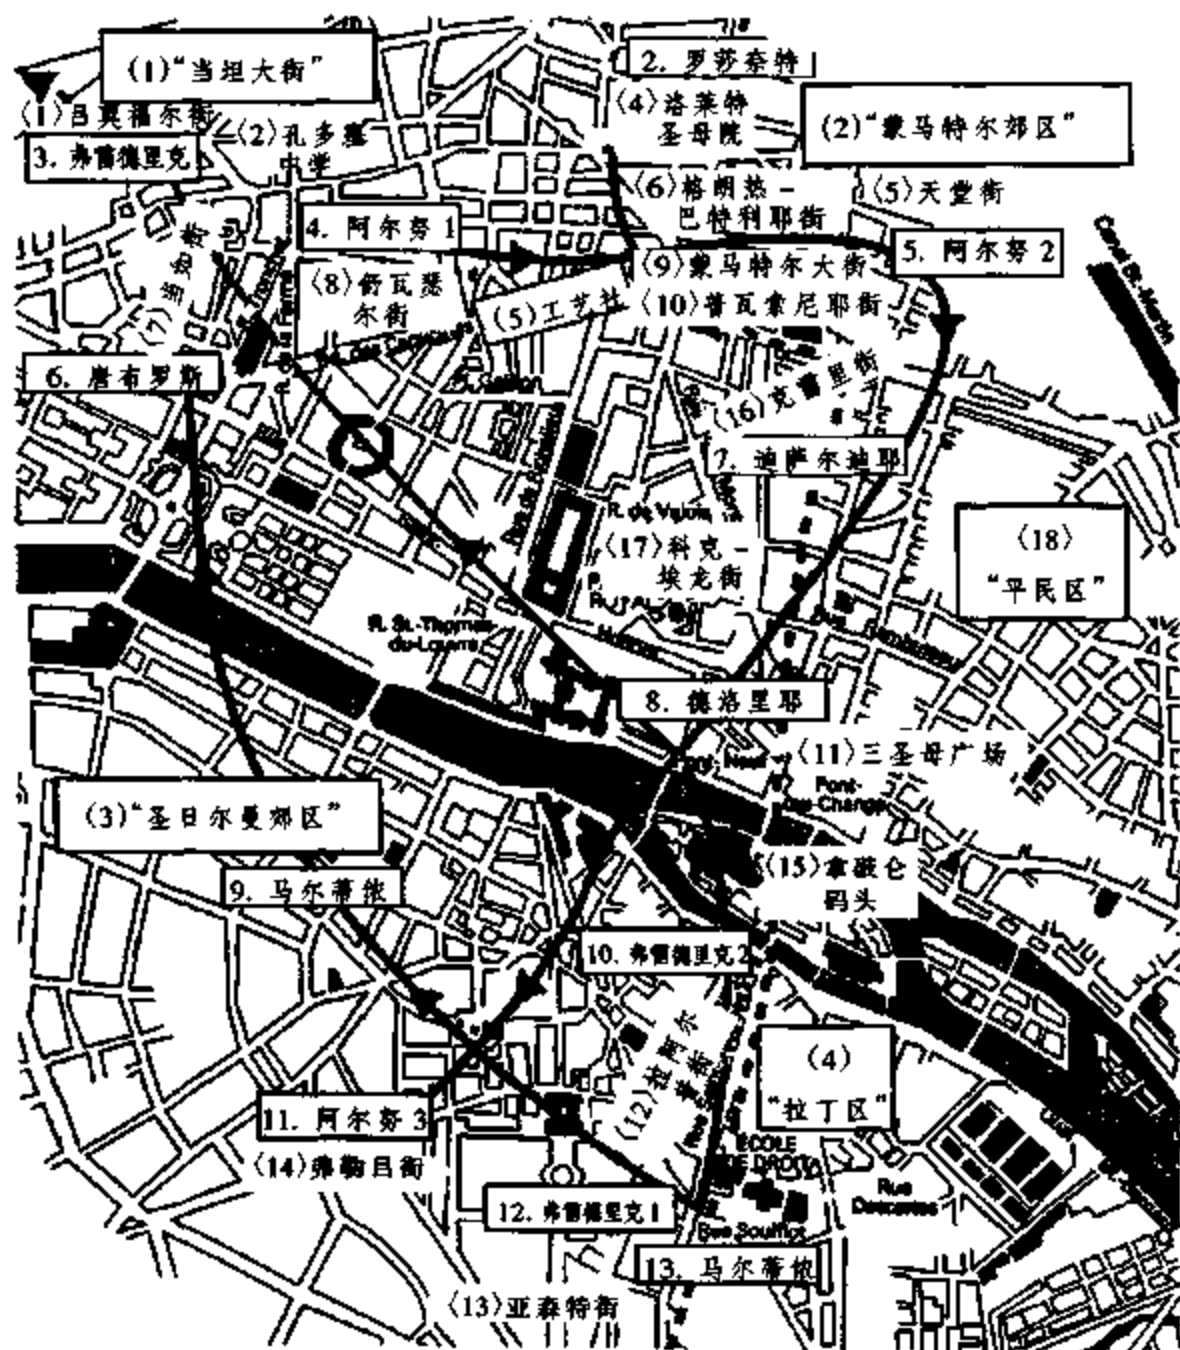 (1)“当坦大街”
2. 罗莎奈特
(1)吕莫福尔街
(2)孔多塞
中学
(4)洛莱特
圣母院
(2)“蒙马特尔郊区”
3. 弗雷德里克
(6)格朗热-
巴特利耶街
(5)天堂街
4. 阿尔努1
5. 阿尔努2
(9)蒙马特尔大街
(8)舒瓦瑟
尔街
(5)工艺社
(10)普瓦索尼耶街
Canal St. Martin
6. 唐布罗斯
(16)克雷里街
7. 迪萨尔迪耶
R. de Valois
(17)科克-
埃龙街
(18)
“平民区”
R. St. Thomas-
du-Louvre
8. 德洛里耶
(11)三圣母广场
Pont-
au-Change
(3)“圣日尔曼郊区”
(15)拿破仑
码头
9. 马尔蒂侬
10. 弗雷德里克2
(4)
“拉丁区”
(12)拉阿尔
11. 阿尔努3
(14)弗勒吕街
ÉCOLE
DE DROIT
Rue
Descartes
12. 弗雷德里克1
Rue Soufflot
13. 马尔蒂侬
(13)亚森特街